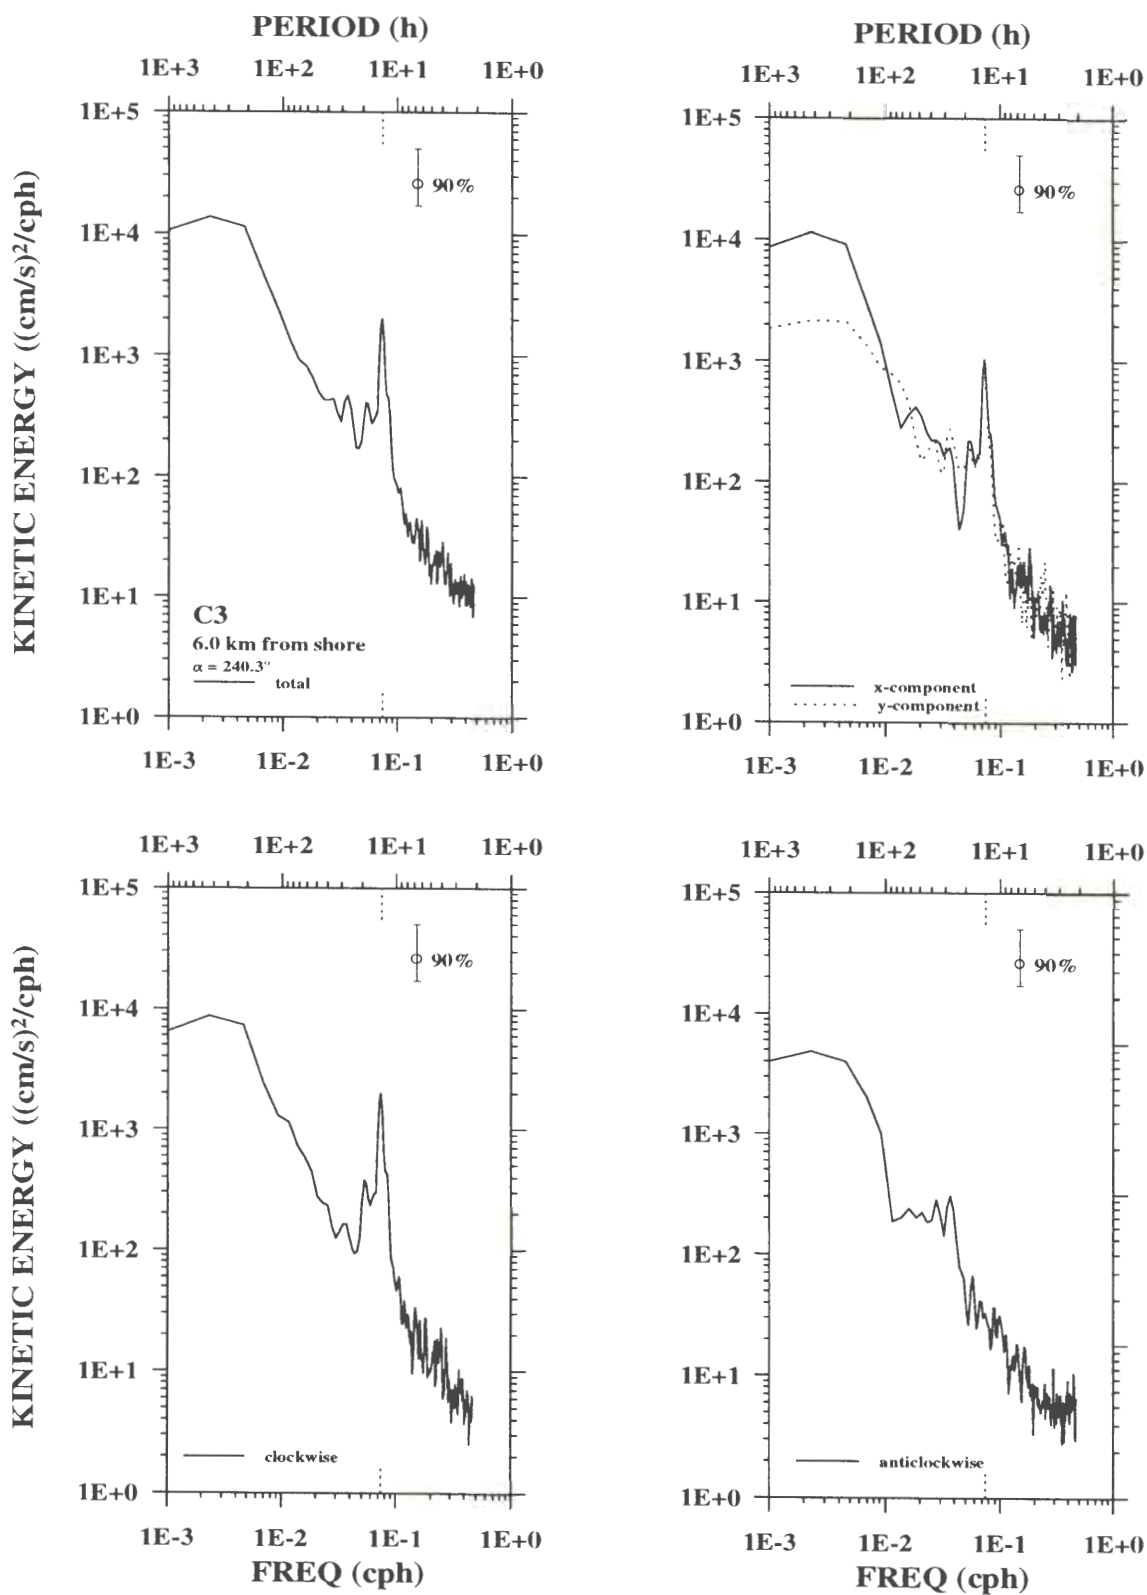 PERIOD (h)
1E+3 1E+2 1E+1 1E+0
1E+5
1E+4
1E+3
1E+2
1E+1
1E+0
90%
C3
6.0 km from shore
α = 240.3°
total
1E-3 1E-2 1E-1 1E+0
KINETIC ENERGY ((cm/s)²/cph)
PERIOD (h)
1E+3 1E+2 1E+1 1E+0
1E+5
1E+4
1E+3
1E+2
1E+1
1E+0
90%
x-component
y-component
1E-3 1E-2 1E-1 1E+0
1E+3 1E+2 1E+1 1E+0
1E+5
1E+4
1E+3
1E+2
1E+1
1E+0
90%
clockwise
1E-3 1E-2 1E-1 1E+0
FREQ (cph)
KINETIC ENERGY ((cm/s)²/cph)
1E+3 1E+2 1E+1 1E+0
1E+5
1E+4
1E+3
1E+2
1E+1
1E+0
90%
anticlockwise
1E-3 1E-2 1E-1 1E+0
FREQ (cph)